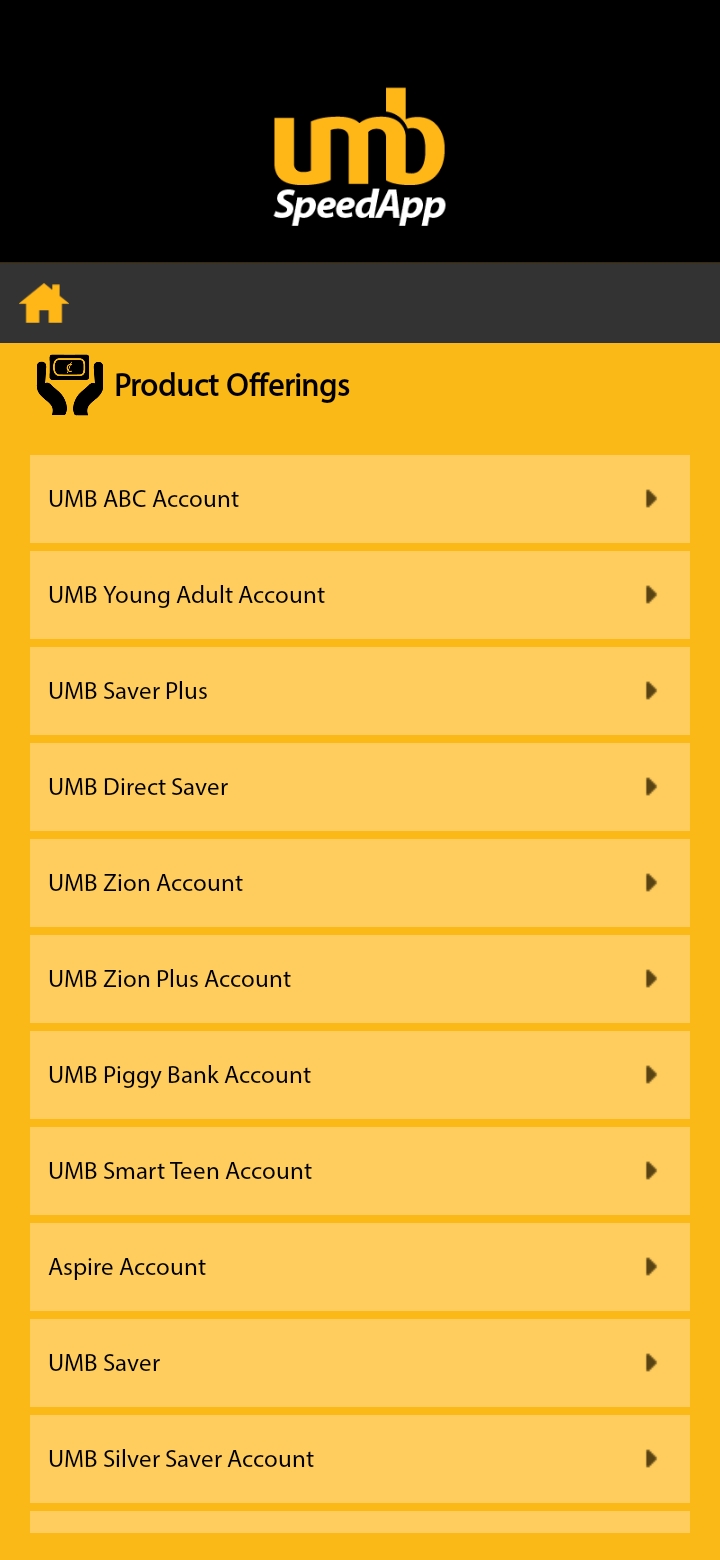 umb
SpeedApp
Product Offerings
UMB ABC Account
UMB Young Adult Account
UMB Saver Plus
UMB Direct Saver
UMB Zion Account
UMB Zion Plus Account
UMB Piggy Bank Account
UMB Smart Teen Account
Aspire Account
UMB Saver
UMB Silver Saver Account